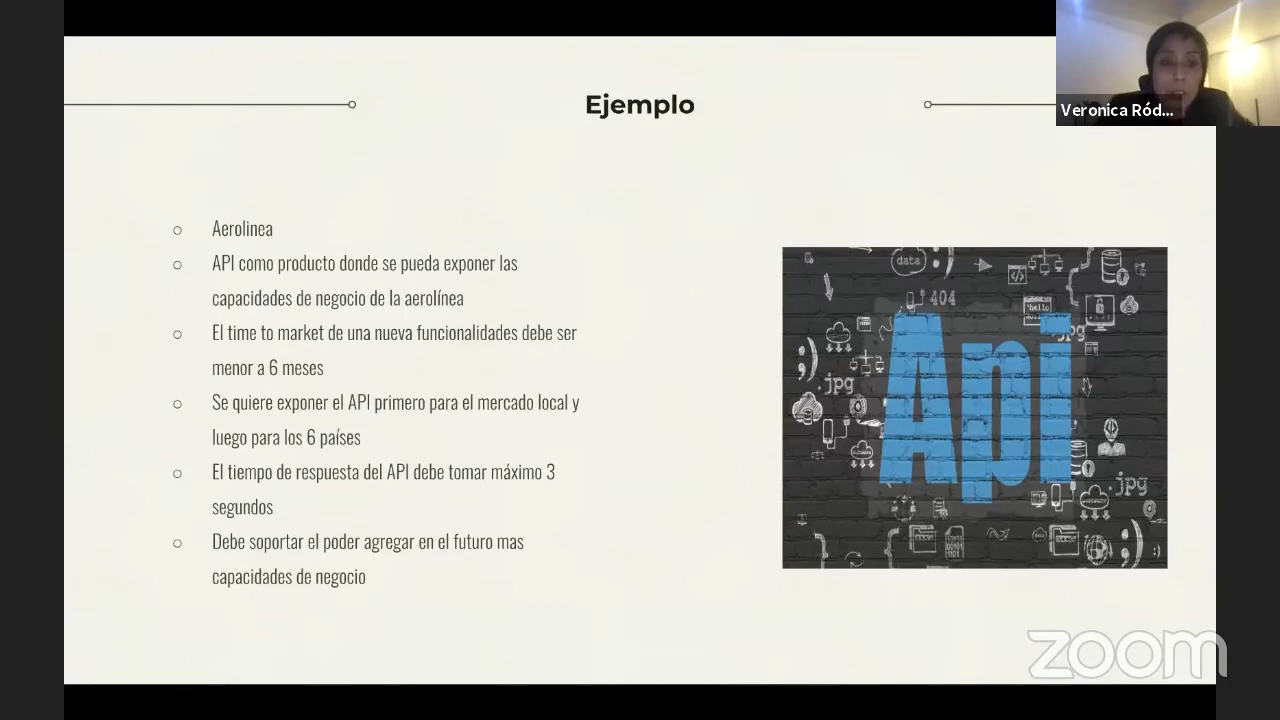 Ejemplo
Veronica Ród...
Aerolinea
API como producto donde se pueda exponer las
capacidades de negocio de la aerolínea
El time to market de una nueva funcionalidades debe ser
menor a 6 meses
Se quiere exponer el API primero para el mercado local y
luego para los 6 países
El tiempo de respuesta del API debe tomar máximo 3
segundos
Debe soportar el poder agregar en el futuro mas
capacidades de negocio
data
404
"hello
.jpg
.jpg
Api
.jpg
zoom